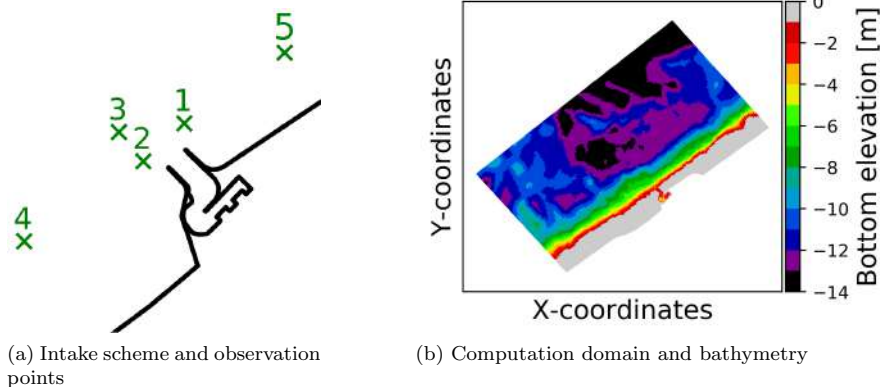 5
1
3
2
4
Y-coordinates
X-coordinates
0
−2
−4
−6
−8
−10
−12
−14
Bottom elevation [m]
(a) Intake scheme and observation
points
(b) Computation domain and bathymetry